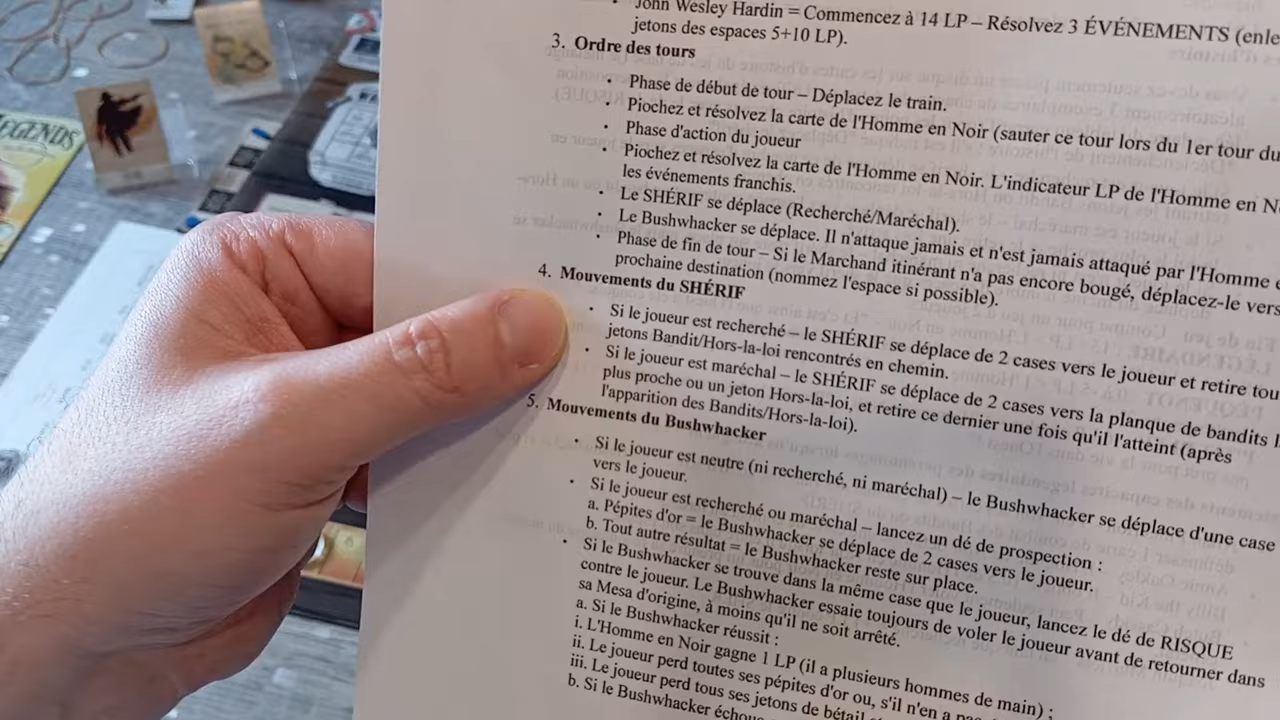 EGENDS
John Wesley Hardin = Commencez à 14 LP – Résolvez 3 ÉVÉNEMENTS (enle
jetons des espaces 5+10 LP).
3. Ordre des tours
• Phase de début de tour – Déplacez le train.
• Piochez et résolvez la carte de l'Homme en Noir (sauter ce tour lors du 1er tour du
• Phase d'action du joueur
• Piochez et résolvez la carte de l'Homme en Noir. L'indicateur LP de l'Homme en N
les événements franchis.
• Le SHÉRIF se déplace (Recherché/Maréchal).
• Le Bushwhacker se déplace. Il n'attaque jamais et n'est jamais attaqué par l'Homme e
• Phase de fin de tour – Si le Marchand itinérant n'a pas encore bougé, déplacez-le vers
prochaine destination (nommez l'espace si possible).
4. Mouvements du SHÉRIF
• Si le joueur est recherché – le SHÉRIF se déplace de 2 cases vers le joueur et retire tou
jetons Bandit/Hors-la-loi rencontrés en chemin.
• Si le joueur est maréchal – le SHÉRIF se déplace de 2 cases vers la planque de bandits l
plus proche ou un jeton Hors-la-loi, et retire ce dernier une fois qu'il l'atteint (après
l'apparition des Bandits/Hors-la-loi).
5. Mouvements du Bushwhacker
• Si le joueur est neutre (ni recherché, ni maréchal) – le Bushwhacker se déplace d'une case
vers le joueur.
• Si le joueur est recherché ou maréchal – lancez un dé de prospection :
a. Pépites d'or = le Bushwhacker se déplace de 2 cases vers le joueur.
b. Tout autre résultat = le Bushwhacker reste sur place.
• Si le Bushwhacker se trouve dans la même case que le joueur, lancez le dé de RISQUE
contre le joueur. Le Bushwhacker essaie toujours de voler le joueur avant de retourner dans
sa Mesa d'origine, à moins qu'il ne soit arrêté.
a. Si le Bushwhacker réussit :
i. L'Homme en Noir gagne 1 LP (il a plusieurs hommes de main) ;
ii. Le joueur perd toutes ses pépites d'or ou, s'il n'en a pas
iii. Le joueur perd tous ses jetons de bétail
b. Si le Bushwhacker échoue